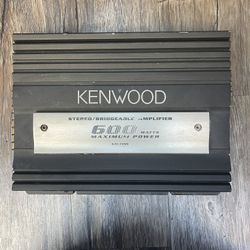 KENWOOD
STEREO/BRIDGEABLE AMPLIFIER
600 WATTS
MAXIMUM POWER